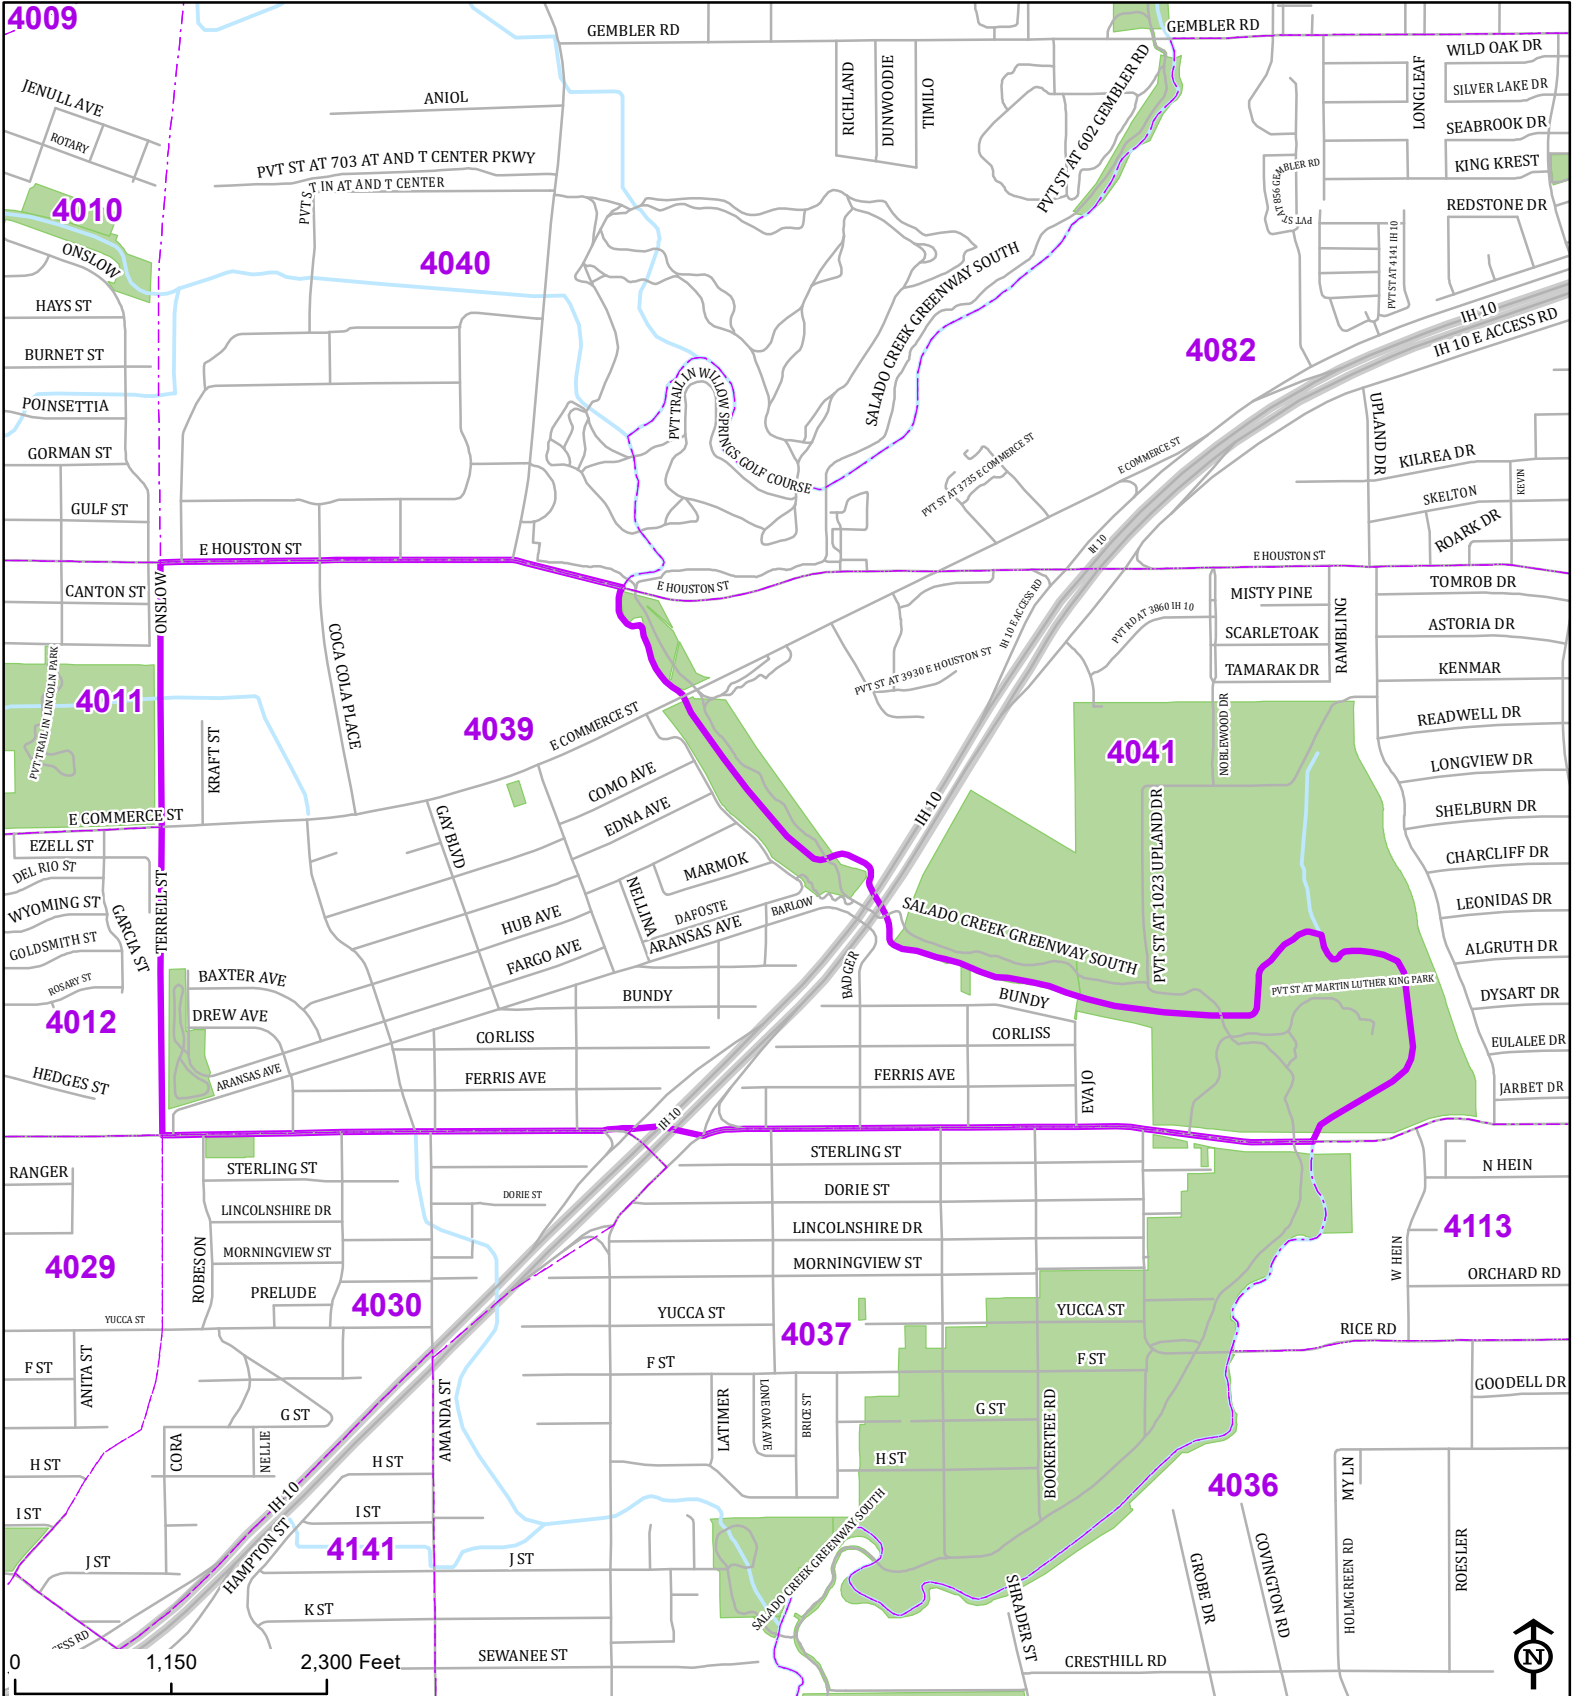 4009
GEMBLER RD
GEMBLER RD
WILD OAK DR
JENULL AVE
ANIOL
RICHLAND
DUNWOODIE
TIMILO
PVT ST AT 602 GEMBLER RD
LONGLEAF
SILVER LAKE DR
SEABROOK DR
ROTARY
PVT ST AT 703 AT AND T CENTER PKWY
PVT ST IN AT AND T CENTER
PVT ST AT 856 GEMBLER RD
KING KREST
REDSTONE DR
4010
ONSLOW
4040
SALADO CREEK GREENWAY SOUTH
PVT ST AT 4141 IH 10
HAYS ST
IH 10
IH 10 E ACCESS RD
BURNET ST
4082
POINSETTIA
PVT TRAIL IN WILLOW SPRINGS GOLF COURSE
UPLAND DR
GORMAN ST
PVT ST AT 3735 E COMMERCE ST
E COMMERCE ST
KILREA DR
SKELTON
KEVIN
GULF ST
ROARK DR
E HOUSTON ST
IH 10
E HOUSTON ST
CANTON ST
ONSLOW
E HOUSTON ST
IH 10 E ACCESS RD
PVT RD AT 3860 IH 10
MISTY PINE
TOMROB DR
COCA COLA PLACE
SCARLETOAK
RAMBLING
ASTORIA DR
PVT TRAIL IN LINCOLN PARK
PVT ST AT 3930 E HOUSTON ST
TAMARAK DR
KENMAR
4011
4039
E COMMERCE ST
4041
NOBLEWOOD DR
READWELL DR
KRAFT ST
LONGVIEW DR
COMO AVE
E COMMERCE ST
GAY BLVD
EDNA AVE
IH 10
PVT ST AT 1023 UPLAND DR
SHELBURN DR
EZELL ST
DEL RIO ST
MARMOK
CHARCLIFF DR
WYOMING ST
GARCIA ST
TERRELL ST
NELLINA
DAFOSTE
BARLOW
SALADO CREEK GREENWAY SOUTH
LEONIDAS DR
HUB AVE
ARANSAS AVE
GOLDSMITH ST
FARGO AVE
ALGRUTH DR
ROSARY ST
BAXTER AVE
BADGER
PVT ST AT MARTIN LUTHER KING PARK
DYSART DR
4012
DREW AVE
BUNDY
BUNDY
CORLISS
CORLISS
EULALEE DR
HEDGES ST
ARANSAS AVE
FERRIS AVE
FERRIS AVE
EVA JO
JARBET DR
IH 10
RANGER
STERLING ST
STERLING ST
N HEIN
DORIE ST
DORIE ST
LINCOLNSHIRE DR
LINCOLNSHIRE DR
4113
4029
ROBESON
MORNINGVIEW ST
MORNINGVIEW ST
W HEIN
ORCHARD RD
PRELUDE
4030
YUCCA ST
YUCCA ST
4037
YUCCA ST
RICE RD
F ST
ANITA ST
F ST
F ST
GOODELL DR
G ST
AMANDA ST
LATIMER
LONE OAK AVE
BRICE ST
G ST
BOOKERTEE RD
H ST
CORA
NELLIE
H ST
H ST
4036
MY LN
I ST
IH 10
I ST
SALADO CREEK GREENWAY SOUTH
J ST
HAMPTON ST
4141
J ST
SHRADER ST
GROBE DR
COVINGTON RD
HOLMGREEN RD
ROESLER
K ST
CESS RD
SEWANEE ST
CRESTHILL RD
0
1,150
2,300 Feet
N